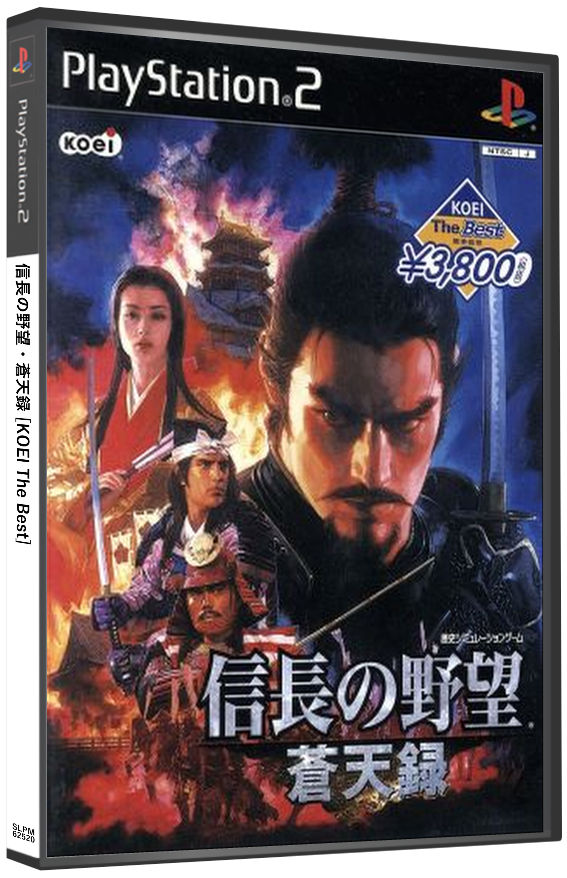 PlayStation.2
KOEI
NTSC J
KOEI
The Best
¥3,800
歴史シミュレーションゲーム
信長の野望
蒼天録
PlayStation.2
信長の野望・蒼天録 [KOEI The Best]
SLPM
62520